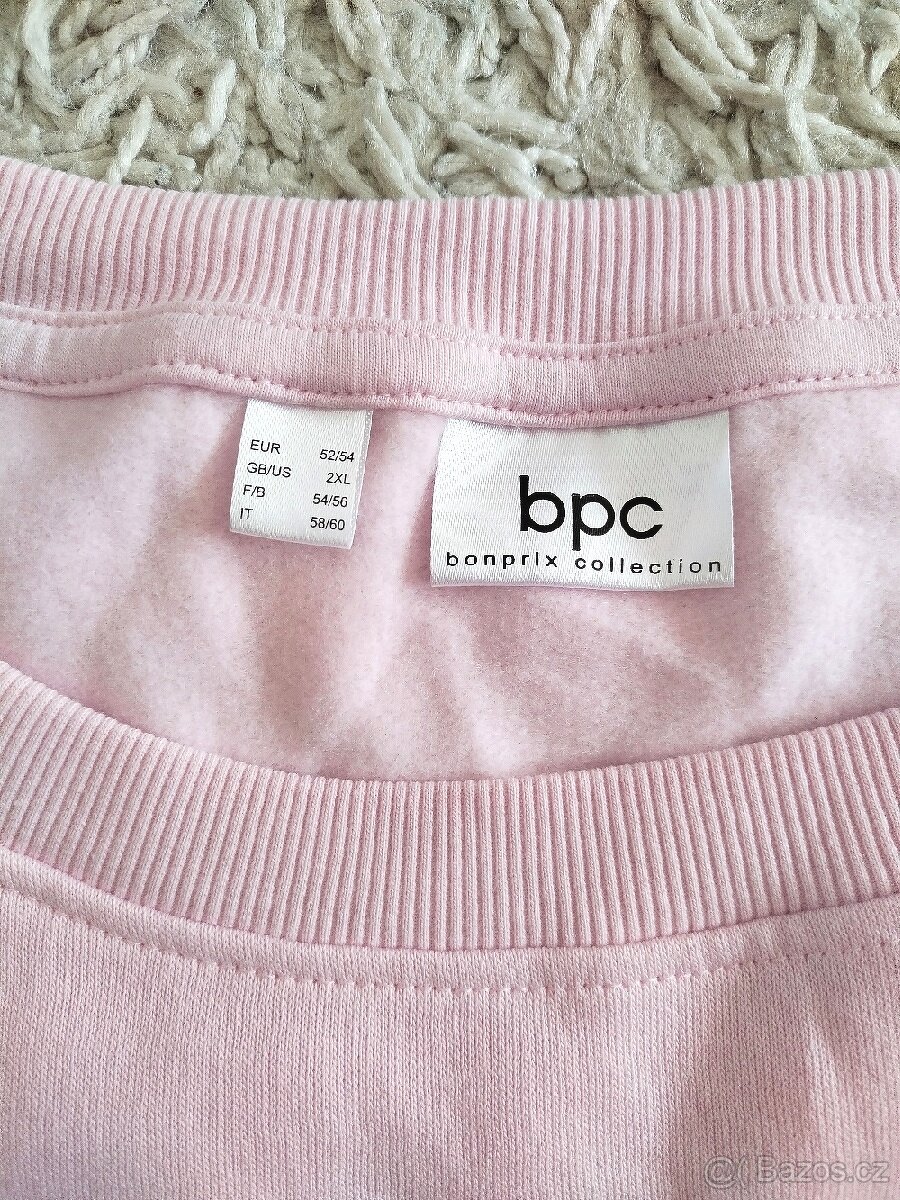 EUR 52/54
GB/US 2XL
F/B 54/56
IT 58/60
bpc
bonprix collection
@ Bazos.cz